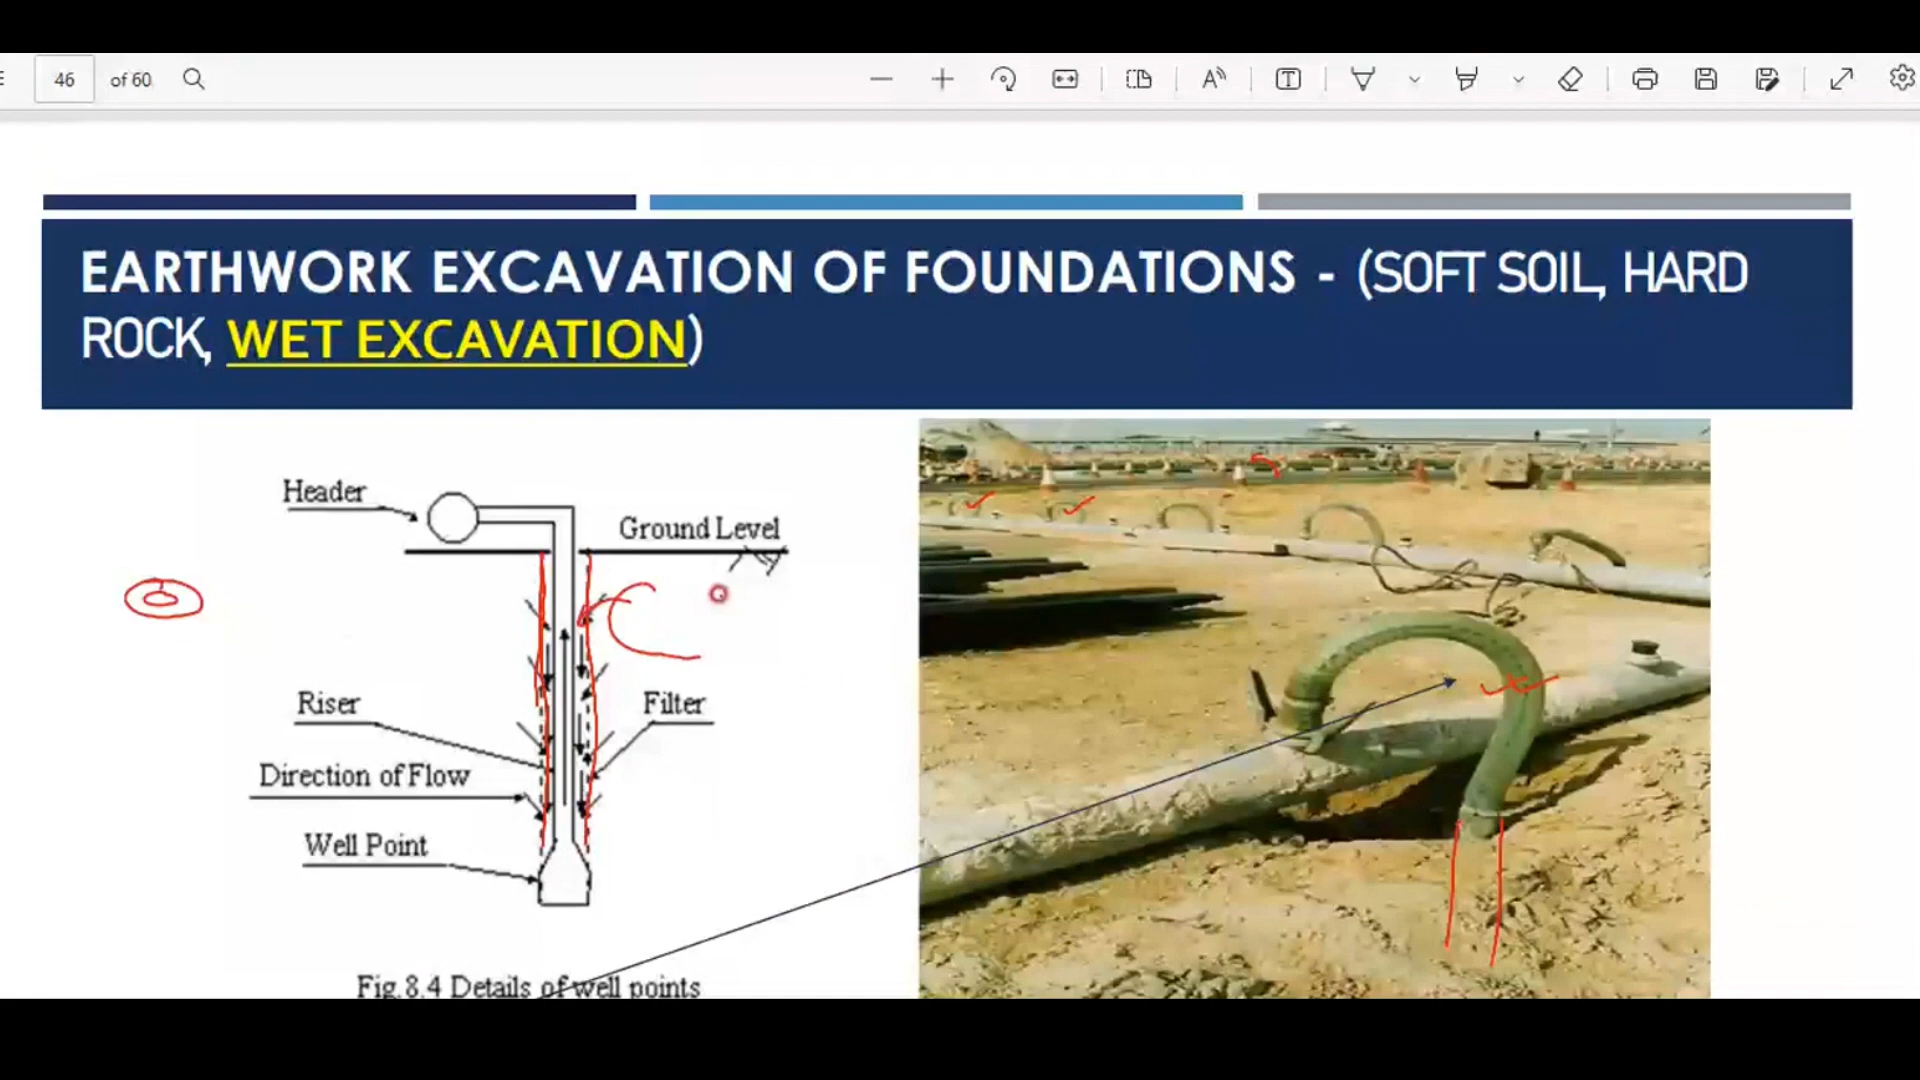 46 of 60
EARTHWORK EXCAVATION OF FOUNDATIONS - (SOFT SOIL, HARD
ROCK, WET EXCAVATION)
Header
Ground Level
Riser
Filter
Direction of Flow
Well Point
Fig.8.4 Details of well points